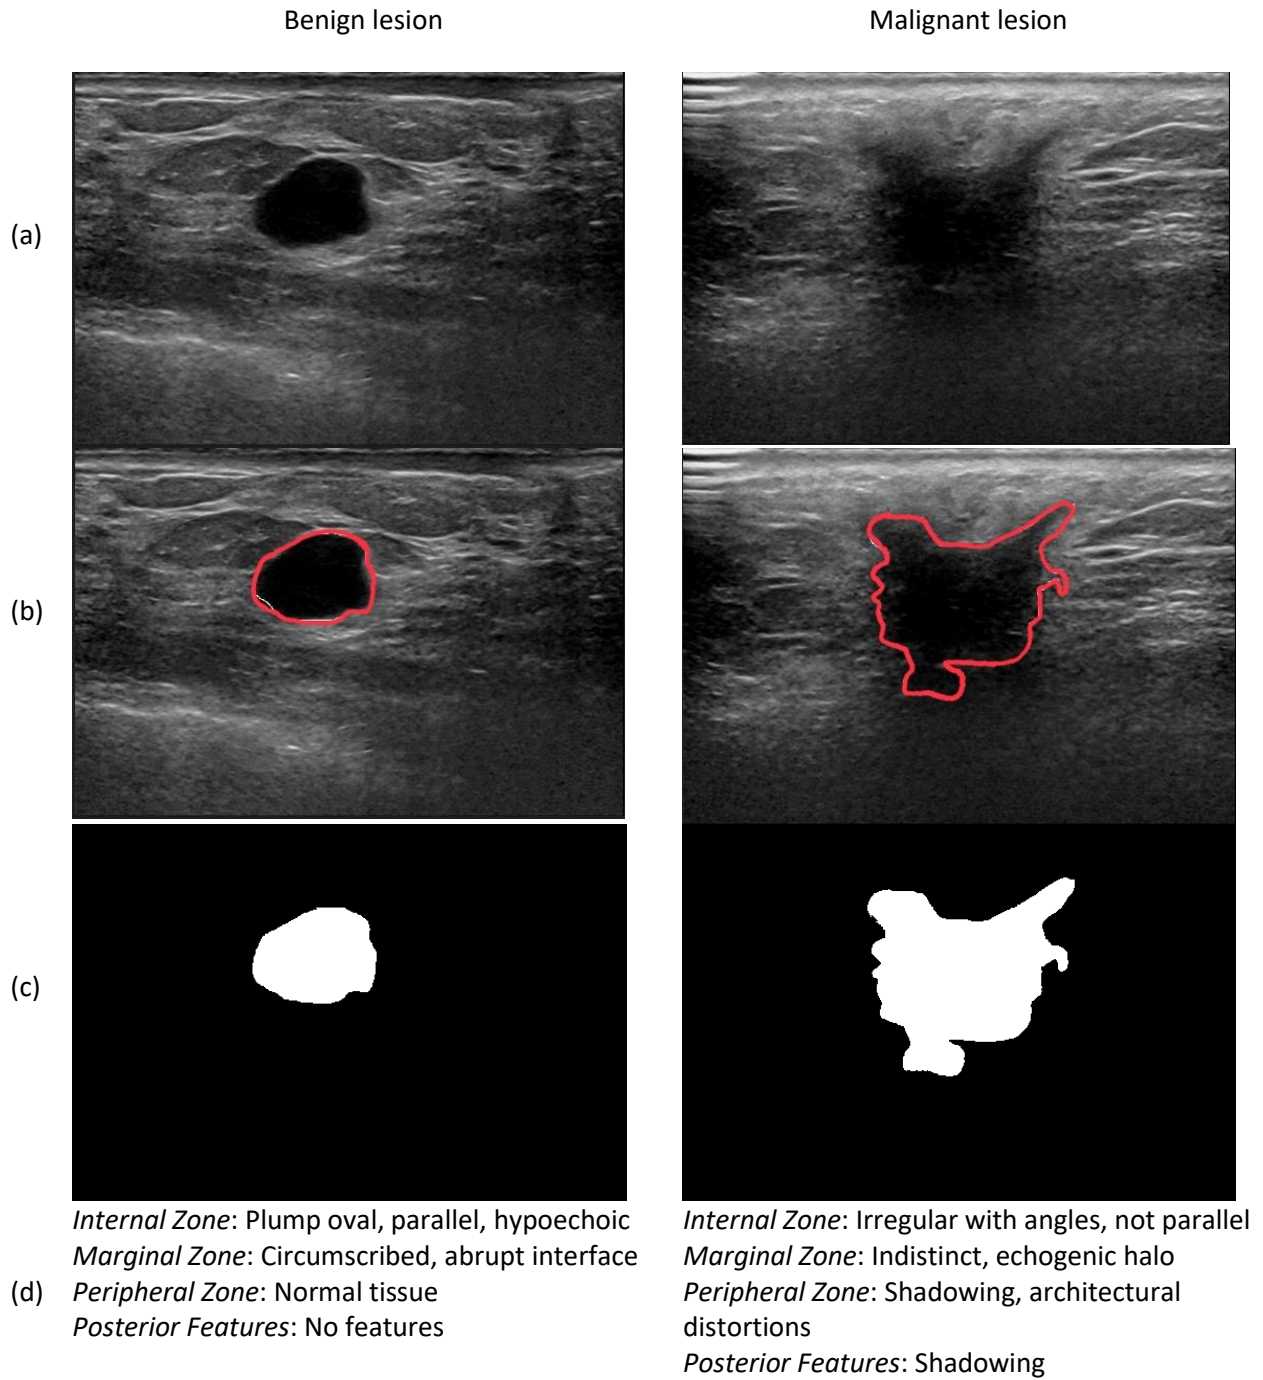 Benign lesion
Malignant lesion
(a)
(b)
(c)
(d)
Internal Zone: Plump oval, parallel, hypoechoic
Marginal Zone: Circumscribed, abrupt interface
Peripheral Zone: Normal tissue
Posterior Features: No features
Internal Zone: Irregular with angles, not parallel
Marginal Zone: Indistinct, echogenic halo
Peripheral Zone: Shadowing, architectural
distortions
Posterior Features: Shadowing